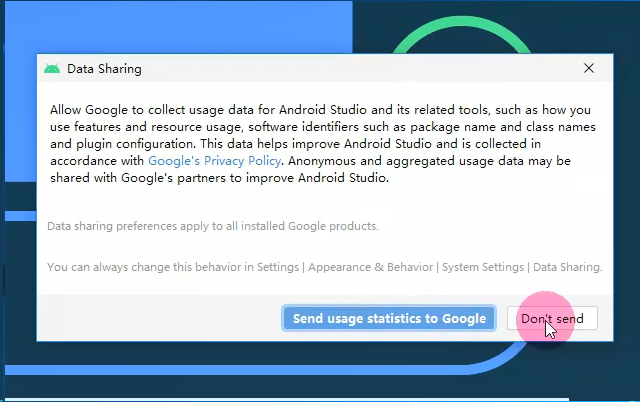 Data Sharing
Allow Google to collect usage data for Android Studio and its related tools, such as how you
use features and resource usage, software identifiers such as package name and class names
and plugin configuration. This data helps improve Android Studio and is collected in
accordance with Google's Privacy Policy. Anonymous and aggregated usage data may be
shared with Google's partners to improve Android Studio.
Data sharing preferences apply to all installed Google products.
You can always change this behavior in Settings | Appearance & Behavior | System Settings | Data Sharing.
Send usage statistics to Google
Don't send